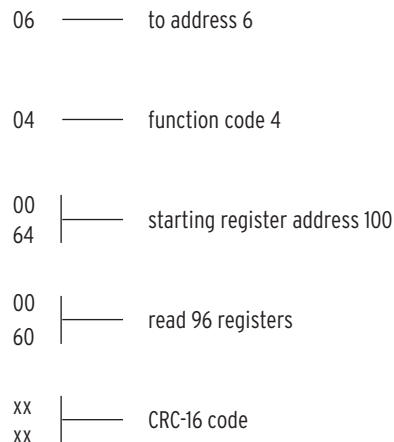 06 to address 6
04 function code 4
00
64 starting register address 100
00
60 read 96 registers
xx
xx CRC-16 code